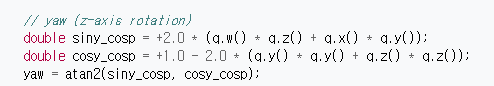 // yaw (z-axis rotation)
double siny_cosp = +2.0 * (q.w() * q.z() + q.x() * q.y());
double cosy_cosp = +1.0 - 2.0 * (q.y() * q.y() + q.z() * q.z());
yaw = atan2(siny_cosp, cosy_cosp);